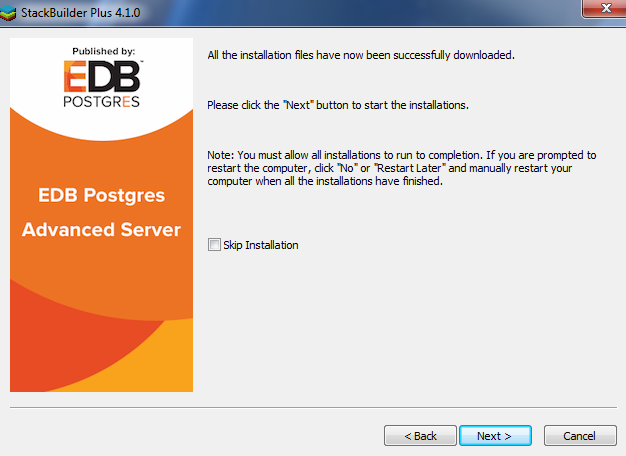 StackBuilder Plus 4.1.0
Published by:
EDB™
POSTGRES
EDB Postgres
Advanced Server
All the installation files have now been successfully downloaded.
Please click the "Next" button to start the installations.
Note: You must allow all installations to run to completion. If you are prompted to
restart the computer, click "No" or "Restart Later" and manually restart your
computer when all the installations have finished.
Skip Installation
< Back
Next >
Cancel